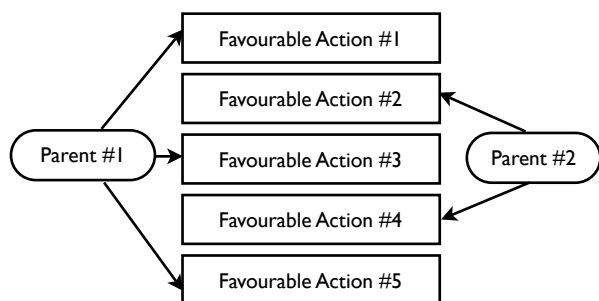 Favourable Action #1
Favourable Action #2
Parent #1
Favourable Action #3
Parent #2
Favourable Action #4
Favourable Action #5